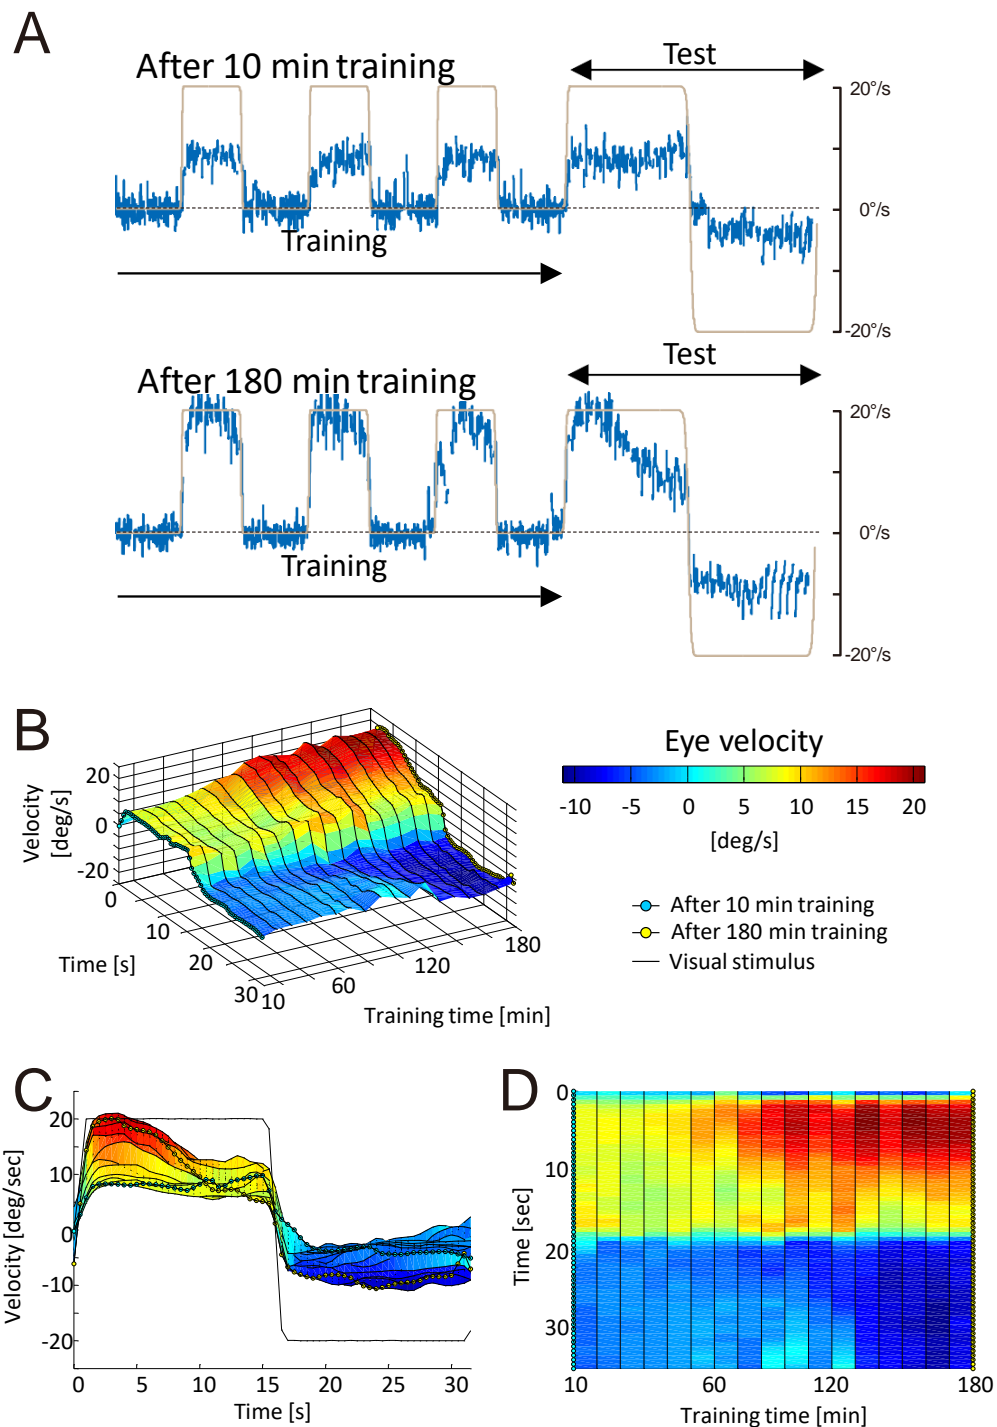 A
After 10 min training
Test
20°/s
0°/s
Training
-20°/s
After 180 min training
Test
20°/s
0°/s
Training
-20°/s
B
Velocity
[deg/s]
20
0
-20
0
10
20
30
Time [s]
10
60
120
180
Training time [min]
Eye velocity
-10 -5 0 5 10 15 20
[deg/s]
After 10 min training
After 180 min training
Visual stimulus
C
Velocity [deg/sec]
20
10
0
-10
-20
0 5 10 15 20 25 30
Time [s]
D
Time [sec]
0
10
20
30
10 60 120 180
Training time [min]